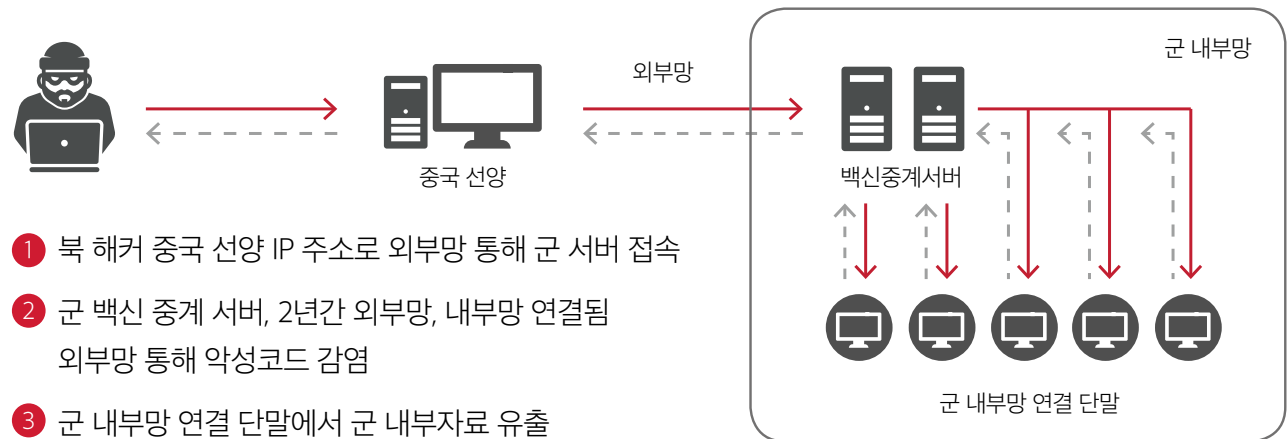 군 내부망
외부망
중국 선양
백신중계서버
군 내부망 연결 단말
1 북 해커 중국 선양 IP 주소로 외부망 통해 군 서버 접속
2 군 백신 중계 서버, 2년간 외부망, 내부망 연결됨
외부망 통해 악성코드 감염
3 군 내부망 연결 단말에서 군 내부자료 유출